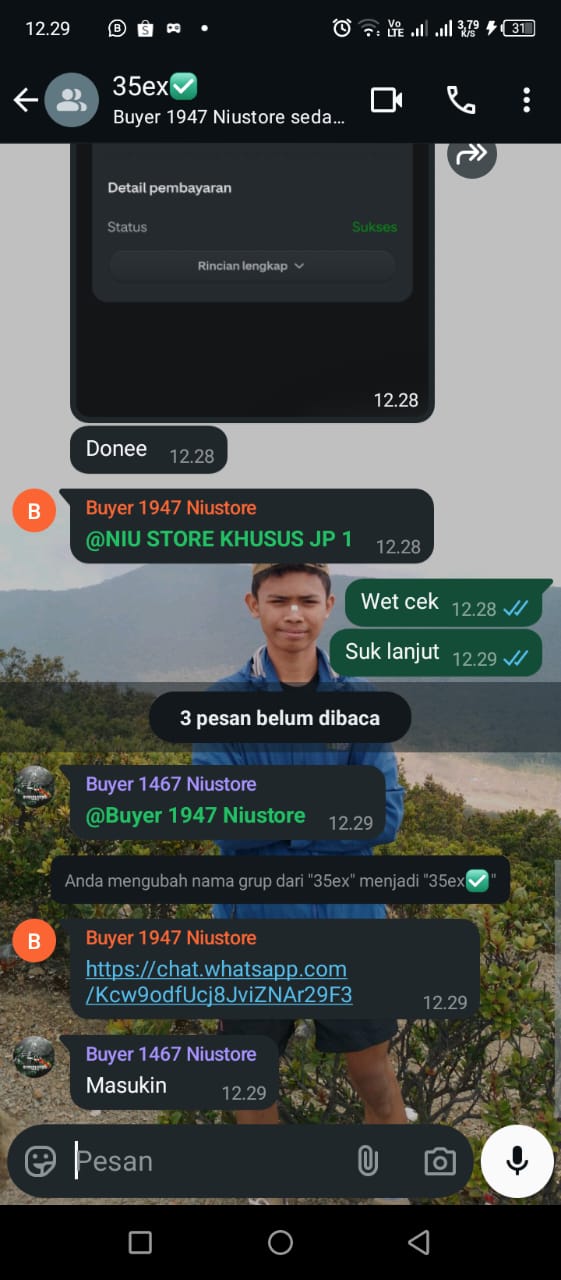 12.29
Vo
LTE
3,79
K/s
31
35ex✅
Buyer 1947 Niustore seda...
Detail pembayaran
Status Sukses
Rincian lengkap
12.28
Donee 12.28
B
Buyer 1947 Niustore
@NIU STORE KHUSUS JP 1 12.28
Wet cek 12.28
Suk lanjut 12.29
3 pesan belum dibaca
Buyer 1467 Niustore
@Buyer 1947 Niustore 12.29
Anda mengubah nama grup dari "35ex" menjadi "35ex✅"
B
Buyer 1947 Niustore
https://chat.whatsapp.com
/Kcw9odfUcj8JviZNAr29F3 12.29
Buyer 1467 Niustore
Masukin 12.29
Pesan